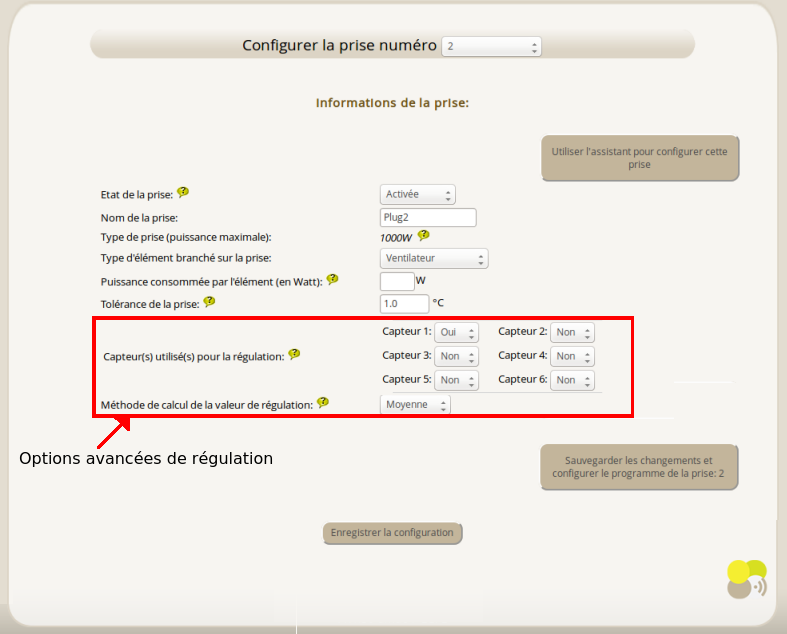 Configurer la prise numéro 2
Informations de la prise:
Utiliser l'assistant pour configurer cette
prise
Etat de la prise: ? Activée
Nom de la prise: Plug2
Type de prise (puissance maximale): 1000W ?
Type d'élément branché sur la prise: Ventilateur
Puissance consommée par l'élément (en Watt): ? W
Tolérance de la prise: ? 1.0 °C
Capteur 1: Oui Capteur 2: Non
Capteur(s) utilisé(s) pour la régulation: ? Capteur 3: Non Capteur 4: Non
Capteur 5: Non Capteur 6: Non
Méthode de calcul de la valeur de régulation: ? Moyenne
Options avancées de régulation
Sauvegarder les changements et
configurer le programme de la prise: 2
Enregistrer la configuration